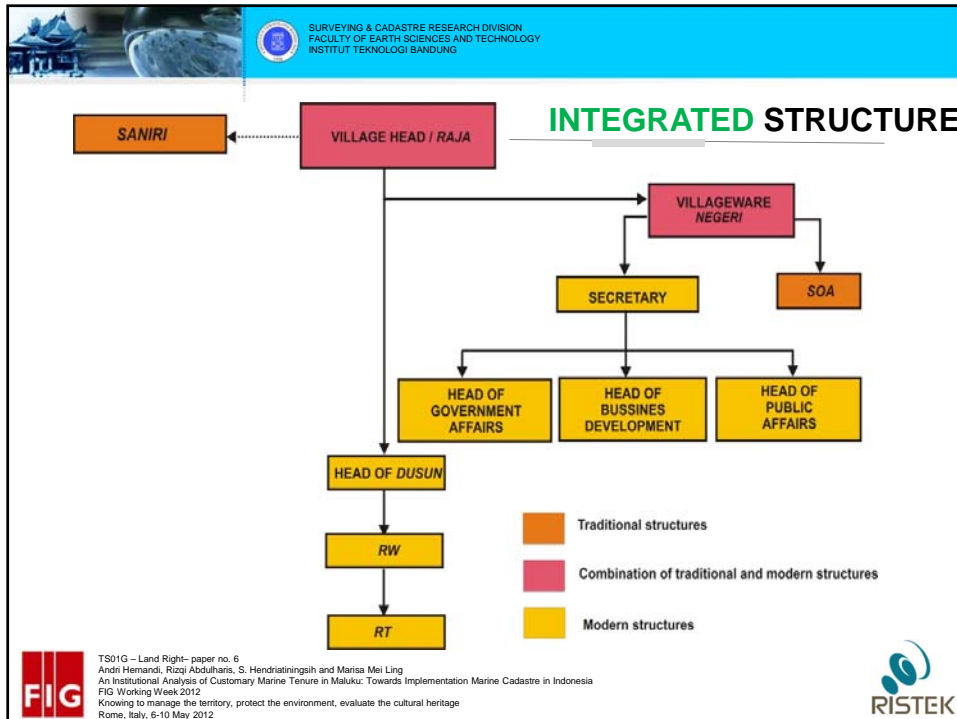 SURVEYING & CADASTRE RESEARCH DIVISION
FACULTY OF EARTH SCIENCES AND TECHNOLOGY
INSTITUT TEKNOLOGI BANDUNG
INTEGRATED STRUCTURE
SANIRI
VILLAGE HEAD / RAJA
VILLAGEWARE
NEGERI
SECRETARY
SOA
HEAD OF
GOVERNMENT
AFFAIRS
HEAD OF
BUSSINES
DEVELOPMENT
HEAD OF
PUBLIC
AFFAIRS
HEAD OF DUSUN
RW
RT
Traditional structures
Combination of traditional and modern structures
Modern structures
FIG
TS01G – Land Right– paper no. 6
Andri Hernandi, Rizqi Abdulharis, S. Hendriatiningsih and Marisa Mei Ling
An Institutional Analysis of Customary Marine Tenure in Maluku: Towards Implementation Marine Cadastre in Indonesia
FIG Working Week 2012
Knowing to manage the territory, protect the environment, evaluate the cultural heritage
Rome, Italy, 6-10 May 2012
RISTEK